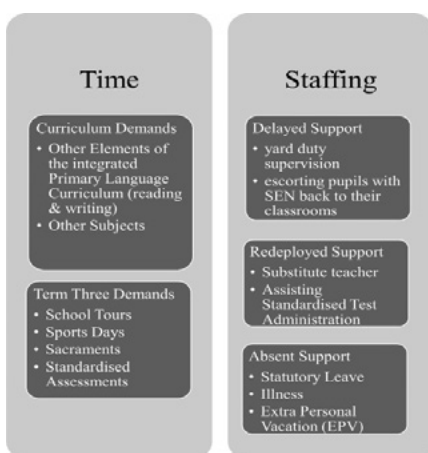 Time
Curriculum Demands
• Other Elements of
the integrated
Primary Language
Curriculum (reading
& writing)
• Other Subjects
Term Three Demands
• School Tours
• Sports Days
• Sacraments
• Standardised
Assessments
Staffing
Delayed Support
• yard duty
supervision
• escorting pupils with
SEN back to their
classrooms
Redeployed Support
• Substitute teacher
• Assisting
Standardised Test
Administration
Absent Support
• Statutory Leave
• Illness
• Extra Personal
Vacation (EPV)